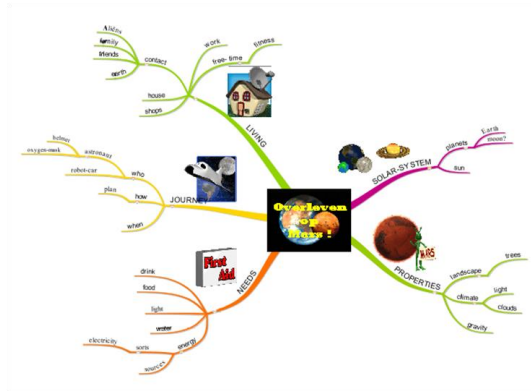 Aliens
family
friends
earth
contact
work
free-time
fitness
house
shops
LIVING
helmet
oxygen-mask
astronaut
robot-car
who
plan
how
when
JOURNEY
First
Aid
drink
food
light
water
electricity
sorts
sources
energy
NEEDS
Overleven
op
Mars !
SOLAR-SYSTEM
planets
Earth
moon?
sun
MARS
PROPERTIES
landscape
trees
climate
light
clouds
gravity